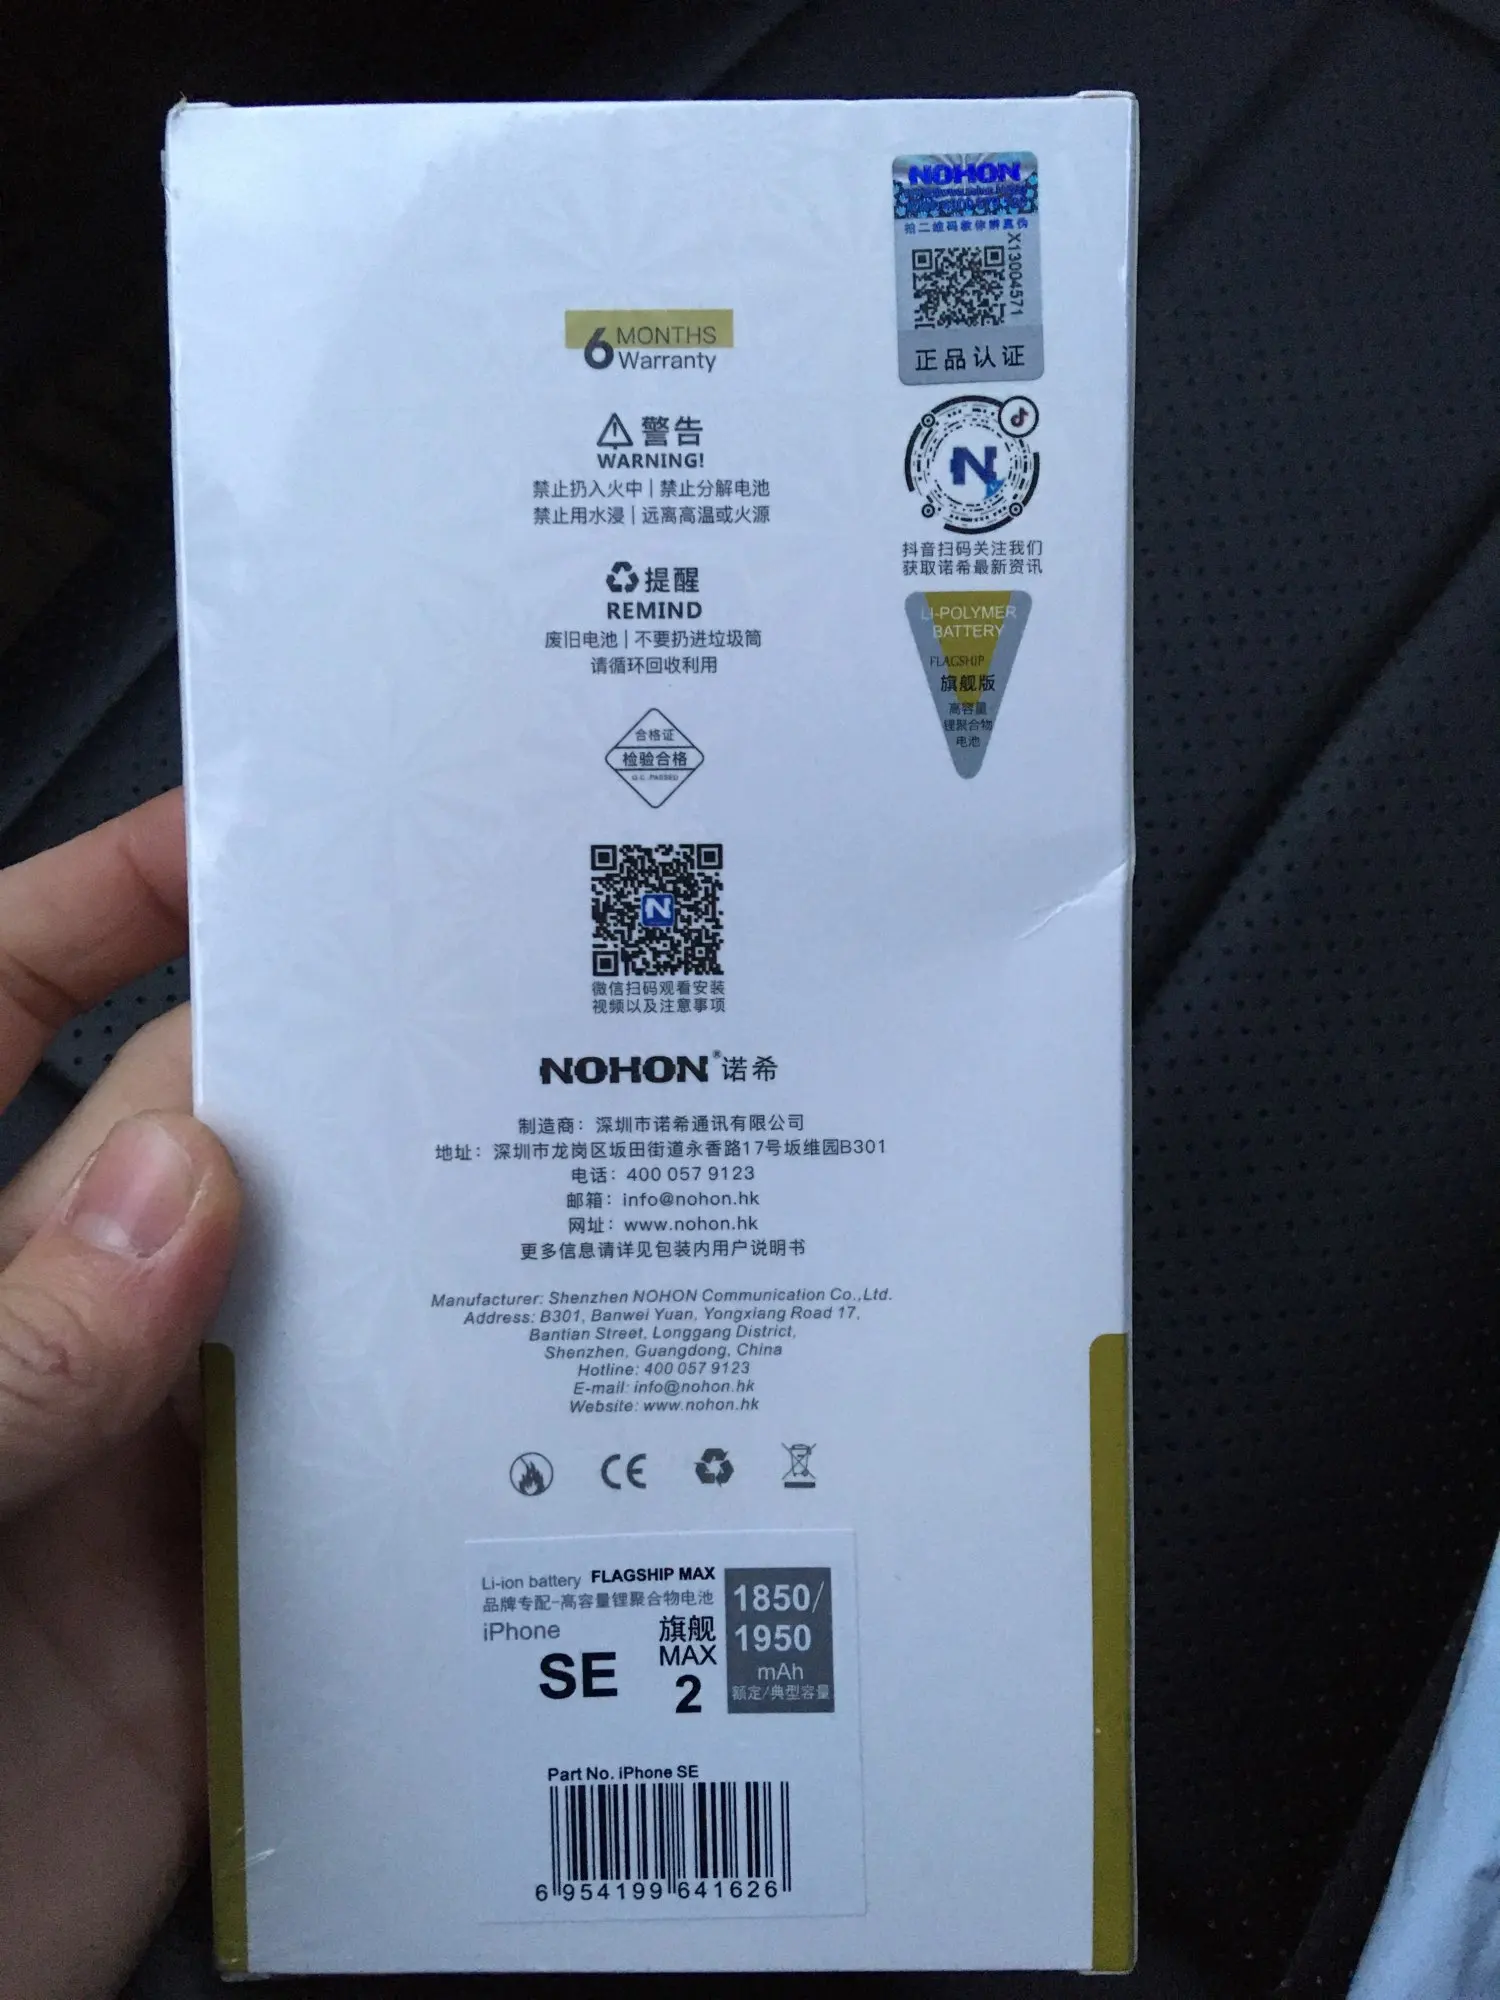 NOHON
扫二维码教你辨真伪
X13004571
正品认证
6 MONTHS
Warranty
警告
WARNING!
禁止扔入火中 | 禁止分解电池
禁止用水浸 | 远离高温或火源
抖音扫码关注我们
获取诺希最新资讯
提醒
REMIND
废旧电池 | 不要扔进垃圾筒
请循环回收利用
LI-POLYMER
BATTERY
FLAGSHIP
旗舰版
高容量
锂聚合物
电池
合格证
检验合格
Q.C. PASSED
N
微信扫码观看安装
视频以及注意事项
NOHON®诺希
制造商：深圳市诺希通讯有限公司
地址：深圳市龙岗区坂田街道永香路17号坂维园B301
电话：400 057 9123
邮箱：info@nohon.hk
网址：www.nohon.hk
更多信息请详见包装内用户说明书
Manufacturer: Shenzhen NOHON Communication Co.,Ltd.
Address: B301, Banwei Yuan, Yongxiang Road 17,
Bantian Street, Longgang District,
Shenzhen, Guangdong, China
Hotline: 400 057 9123
E-mail: info@nohon.hk
Website: www.nohon.hk
CE
Li-ion battery FLAGSHIP MAX
品牌专配-高容量锂聚合物电池
iPhone
SE
旗舰
MAX
2
1850/
1950
mAh
额定/典型容量
Part No. iPhone SE
6 954199 641626